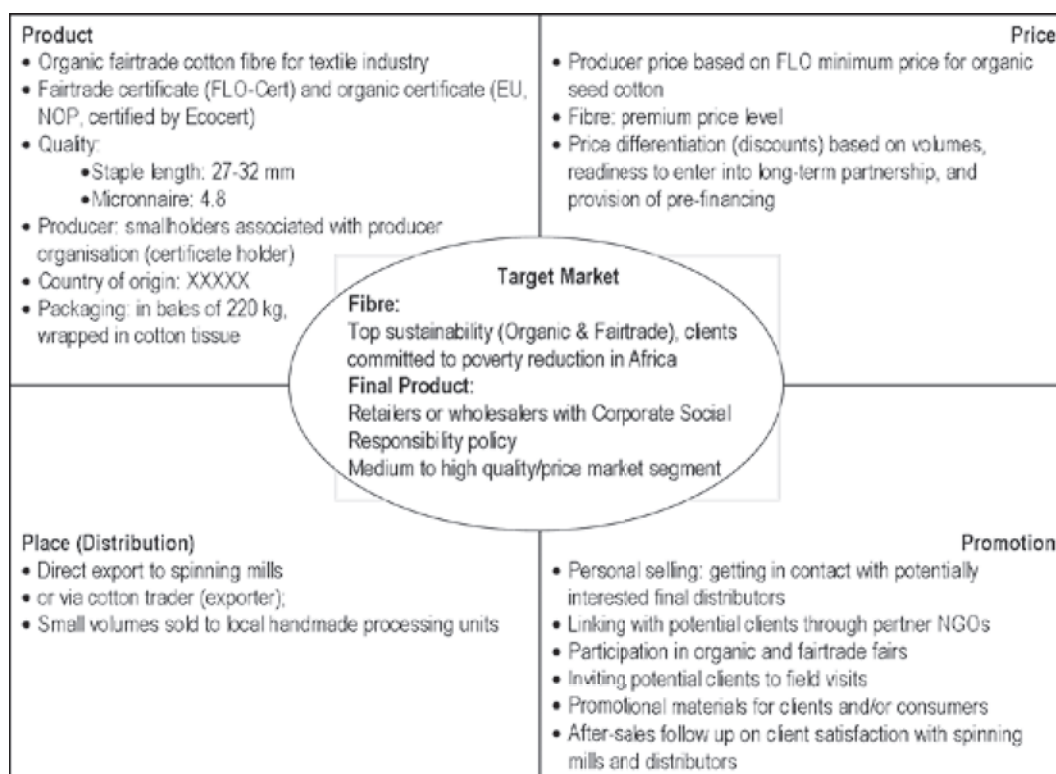 Product
• Organic fairtrade cotton fibre for textile industry
• Fairtrade certificate (FLO-Cert) and organic certificate (EU,
NOP, certified by Ecocert)
• Quality:
• Staple length: 27-32 mm
• Micronnaire: 4.8
• Producer: smallholders associated with producer
organisation (certificate holder)
• Country of origin: XXXXX
• Packaging: in bales of 220 kg,
wrapped in cotton tissue
Price
• Producer price based on FLO minimum price for organic
seed cotton
• Fibre: premium price level
• Price differentiation (discounts) based on volumes,
readiness to enter into long-term partnership, and
provision of pre-financing
Target Market
Fibre:
Top sustainability (Organic & Fairtrade), clients
committed to poverty reduction in Africa
Final Product:
Retailers or wholesalers with Corporate Social
Responsibility policy
Medium to high quality/price market segment
Place (Distribution)
• Direct export to spinning mills
• or via cotton trader (exporter);
• Small volumes sold to local handmade processing units
Promotion
• Personal selling: getting in contact with potentially
interested final distributors
• Linking with potential clients through partner NGOs
• Participation in organic and fairtrade fairs
• Inviting potential clients to field visits
• Promotional materials for clients and/or consumers
• After-sales follow up on client satisfaction with spinning
mills and distributors